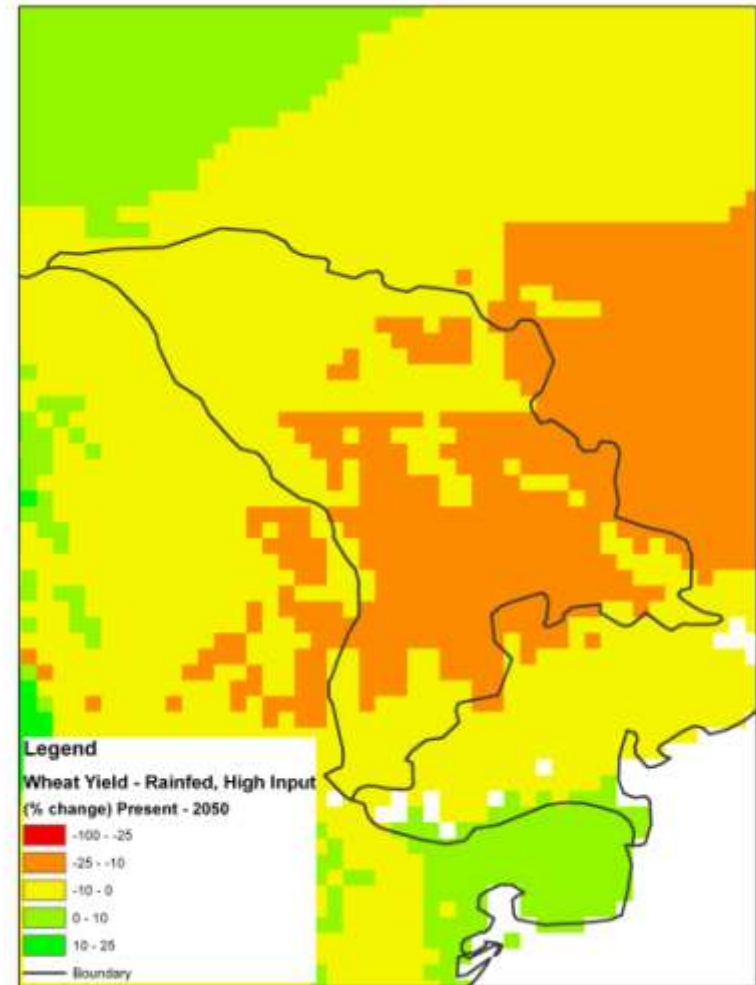 Legend
Wheat Yield - Rainfed, High Input
(% change) Present - 2050
-100 - -25
-25 - -10
-10 - 0
0 - 10
10 - 25
Boundary